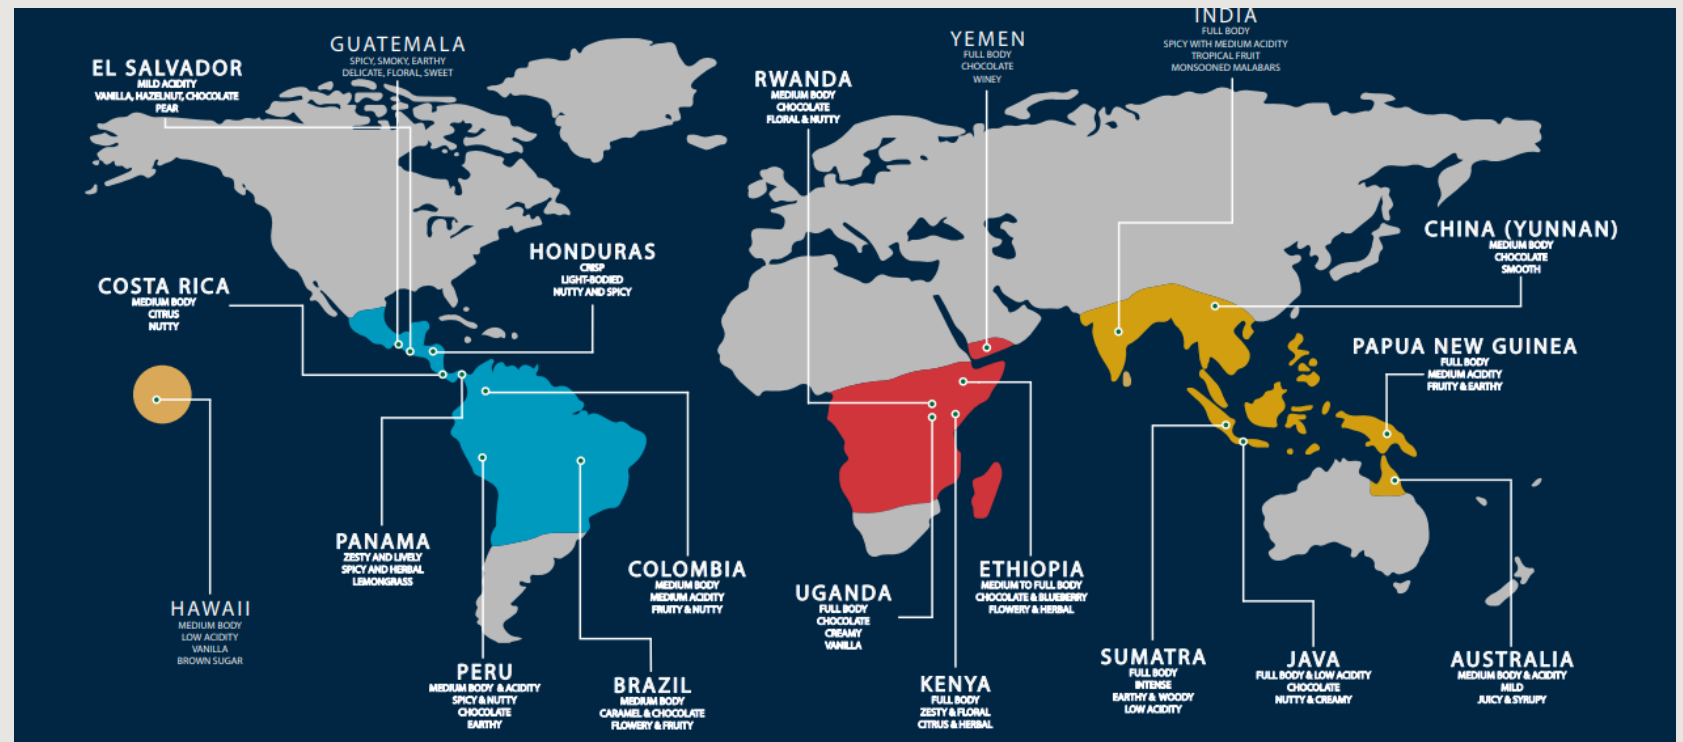 EL SALVADOR
MILD ACIDITY
VANILLA, HAZELNUT, CHOCOLATE
PEAR
GUATEMALA
SPICY, SMOKY, EARTHY
DELICATE, FLORAL, SWEET
YEMEN
FULL BODY
CHOCOLATE
WINEY
INDIA
FULL BODY
SPICY WITH MEDIUM ACIDITY
TROPICAL FRUIT
MONSOONED MALABARS
RWANDA
MEDIUM BODY
CHOCOLATE
FLORAL & NUTTY
HONDURAS
CRISP
LIGHT-BODIED
NUTTY AND SPICY
CHINA (YUNNAN)
MEDIUM BODY
CHOCOLATE
SMOOTH
COSTA RICA
MEDIUM BODY
CITRUS
NUTTY
PAPUA NEW GUINEA
FULL BODY
MEDIUM ACIDITY
FRUITY & EARTHY
PANAMA
ZESTY AND LIVELY
SPICY AND HERBAL
LEMONGRASS
COLOMBIA
MEDIUM BODY
MEDIUM ACIDITY
FRUITY & NUTTY
ETHIOPIA
MEDIUM TO FULL BODY
CHOCOLATE & BLUEBERRY
FLOWERY & HERBAL
UGANDA
FULL BODY
CHOCOLATE
CREAMY
VANILLA
HAWAII
MEDIUM BODY
LOW ACIDITY
VANILLA
BROWN SUGAR
PERU
MEDIUM BODY & ACIDITY
SPICY & NUTTY
CHOCOLATE
EARTHY
BRAZIL
MEDIUM BODY
CARAMEL & CHOCOLATE
FLOWERY & FRUITY
KENYA
FULL BODY
ZESTY & FLORAL
CITRUS & HERBAL
SUMATRA
FULL BODY
INTENSE
EARTHY & WOODY
LOW ACIDITY
JAVA
FULL BODY & LOW ACIDITY
CHOCOLATE
NUTTY & CREAMY
AUSTRALIA
MEDIUM BODY & ACIDITY
MILD
JUICY & SYRUPY